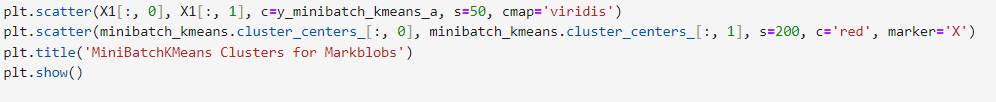 plt.scatter(X1[:, 0], X1[:, 1], c=y_minibatch_kmeans_a, s=50, cmap='viridis')
plt.scatter(minibatch_kmeans.cluster_centers_[:, 0], minibatch_kmeans.cluster_centers_[:, 1], s=200, c='red', marker='X')
plt.title('MiniBatchKMeans Clusters for Markblobs')
plt.show()